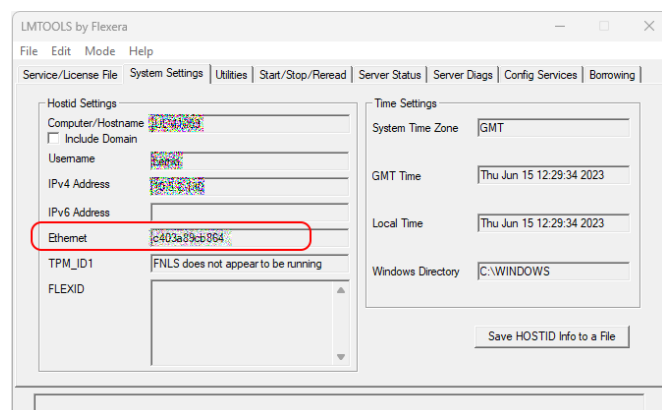 LMTOOLS by Flexera
File Edit Mode Help
Service/License File System Settings Utilities Start/Stop/Reread Server Status Server Diags Config Services Borrowing
Hostid Settings
Computer/Hostname
Include Domain
Username
IPv4 Address
IPv6 Address
Ethernet
TPM_ID1 FNLS does not appear to be running
FLEXID
Time Settings
System Time Zone GMT
GMT Time Thu Jun 15 12:29:34 2023
Local Time Thu Jun 15 12:29:34 2023
Windows Directory C:\WINDOWS
Save HOSTID Info to a File